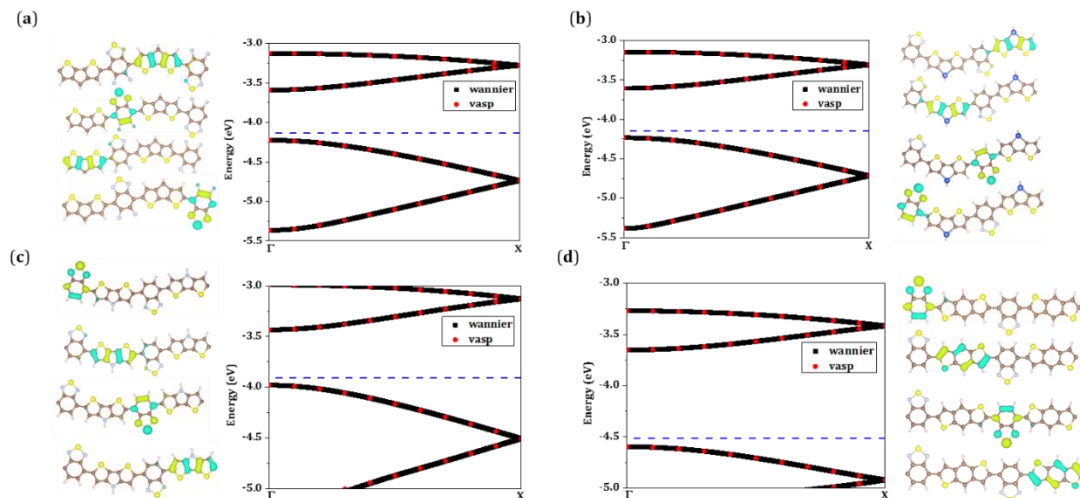 (a)
-3.0
-3.5
-4.0
-4.5
-5.0
-5.5
Energy (eV)
wannier
vasp
Γ
X
(b)
-3.0
-3.5
-4.0
-4.5
-5.0
-5.5
Energy (eV)
wannier
vasp
Γ
X
(c)
-3.0
-3.5
-4.0
-4.5
-5.0
Energy (eV)
wannier
vasp
Γ
X
(d)
-3.0
-3.5
-4.0
-4.5
-5.0
Energy (eV)
wannier
vasp
Γ
X